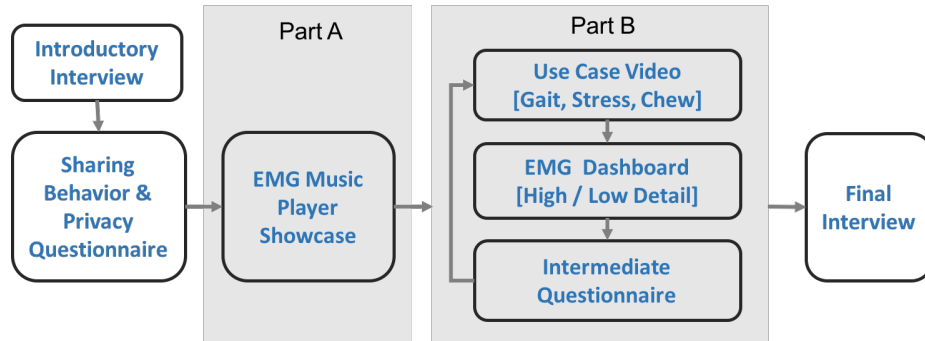 Introductory
Interview
Sharing
Behavior &
Privacy
Questionnaire
Part A
EMG Music
Player
Showcase
Part B
Use Case Video
[Gait, Stress, Chew]
EMG Dashboard
[High / Low Detail]
Intermediate
Questionnaire
Final
Interview